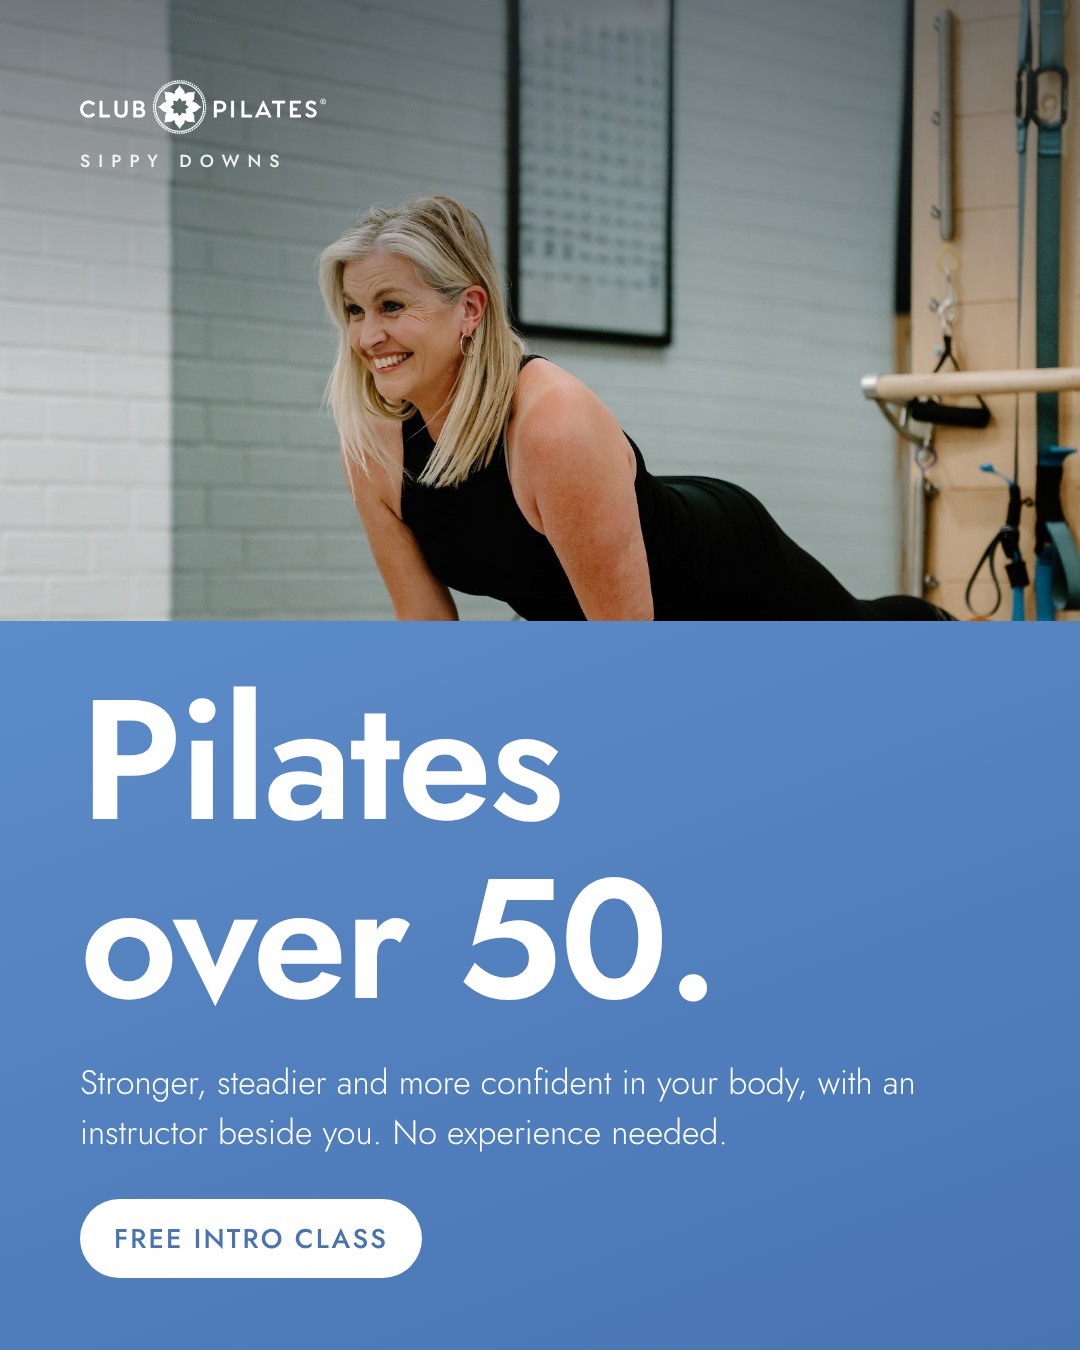 CLUB PILATES®
SIPPY DOWNS
Pilates
over 50.
Stronger, steadier and more confident in your body, with an
instructor beside you. No experience needed.
FREE INTRO CLASS